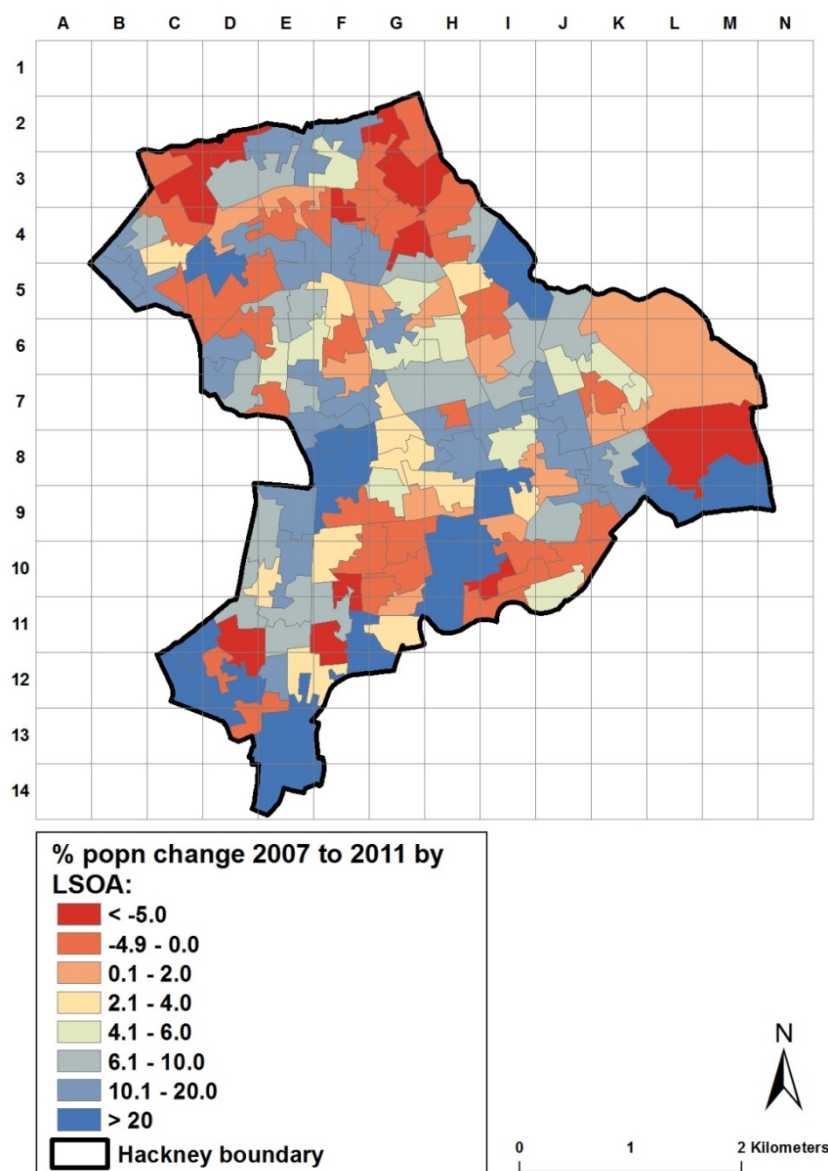 A B C D E F G H I J K L M N
1
2
3
4
5
6
7
8
9
10
11
12
13
14
% popn change 2007 to 2011 by
LSOA:
< -5.0
-4.9 - 0.0
0.1 - 2.0
2.1 - 4.0
4.1 - 6.0
6.1 - 10.0
10.1 - 20.0
> 20
Hackney boundary
N
0 1 2 Kilometers